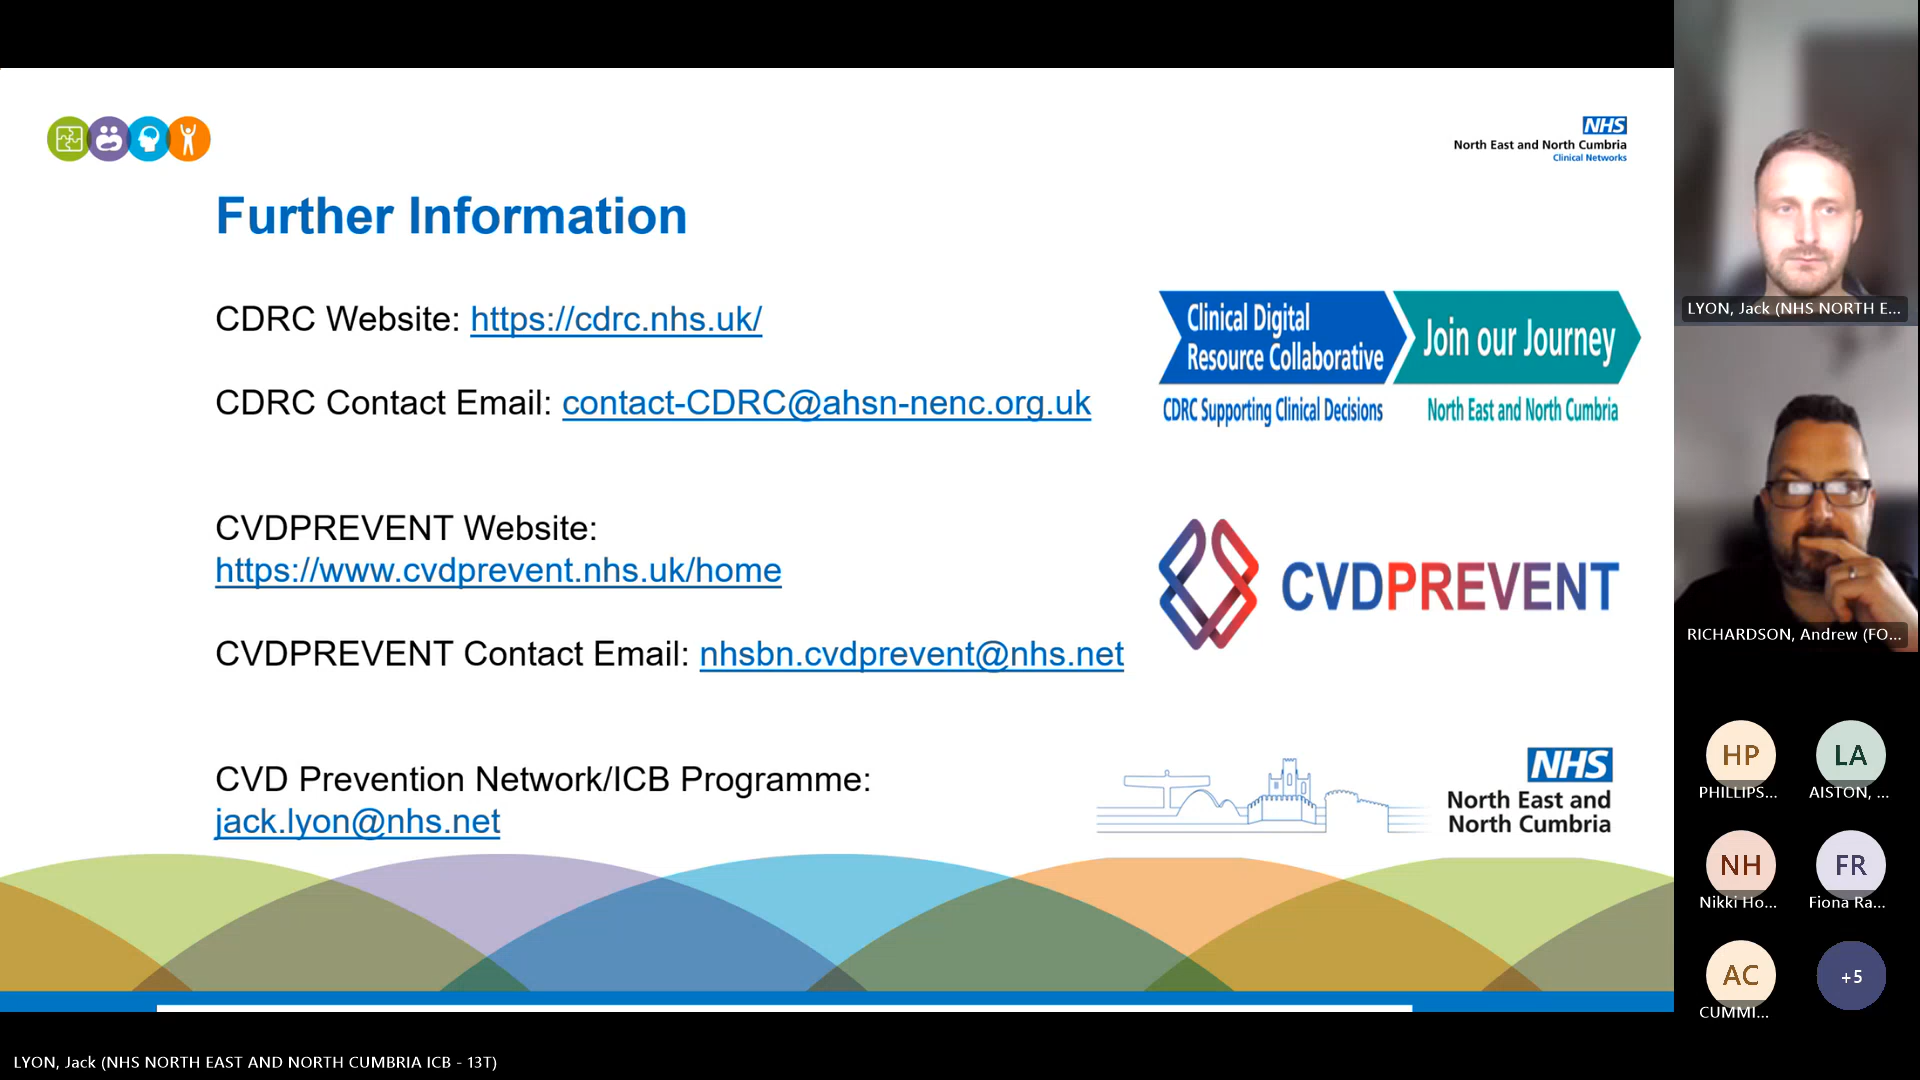 NHS
North East and North Cumbria
Clinical Networks
Further Information
CDRC Website: https://cdrc.nhs.uk/
CDRC Contact Email: contact-CDRC@ahsn-nenc.org.uk
Clinical Digital
Resource Collaborative
Join our Journey
CDRC Supporting Clinical Decisions
North East and North Cumbria
CVDPREVENT Website:
https://www.cvdprevent.nhs.uk/home
CVDPREVENT
CVDPREVENT Contact Email: nhsbn.cvdprevent@nhs.net
CVD Prevention Network/ICB Programme:
jack.lyon@nhs.net
NHS
North East and
North Cumbria
LYON, Jack (NHS NORTH E...
RICHARDSON, Andrew (FO...
HP
LA
PHILLIPS...
AISTON, ...
NH
FR
Nikki Ho...
Fiona Ra...
AC
+5
CUMMI...
LYON, Jack (NHS NORTH EAST AND NORTH CUMBRIA ICB - 13T)